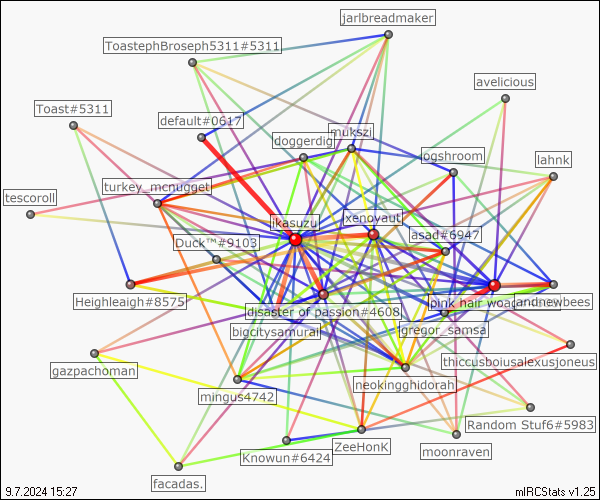 jarlbreadmaker
ToastephBroseph5311#5311
avelicious
Toast#5311
default#0617
mukszi
doggerdig
ogshroom
lahnk
turkey_mcnugget
tescoroll
ikasuzu
xenovaut
asad#6947
Duck™#9103
Heighleaigh#8575
pink hair
andrewbees
disaster of passion#4608
bigcitysamurai
gregor_samsa
thiccusboiusalexusjoneus
gazpachoman
neokingghidorah
mingus4742
Random Stuf6#5983
ZeeHonK
moonraven
Knowun#6424
facadas.
9.7.2024 15:27
mIRCStats v1.25